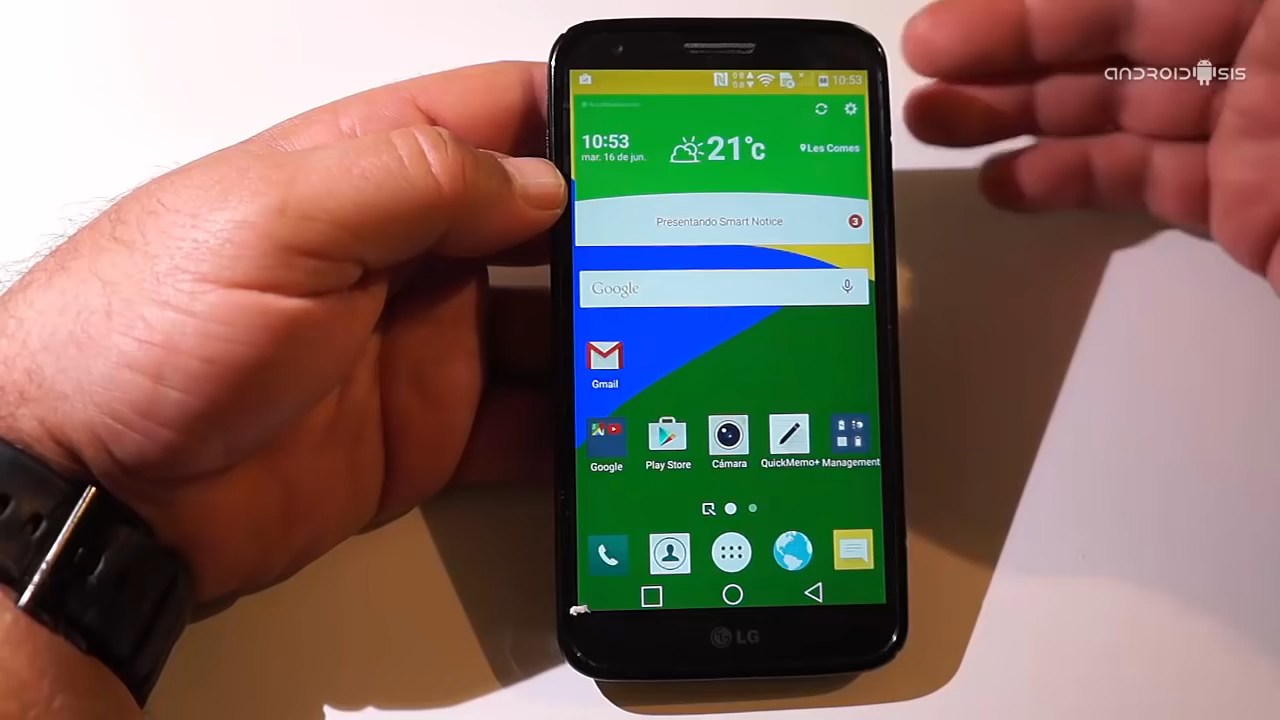 ANDROIDSIS
10:53
10:53
mar. 16 de jun.
21°c
Les Comes
Presentando Smart Notice
3
Google
Gmail
Google
Play Store
Cámara
QuickMemo+
Management
LG